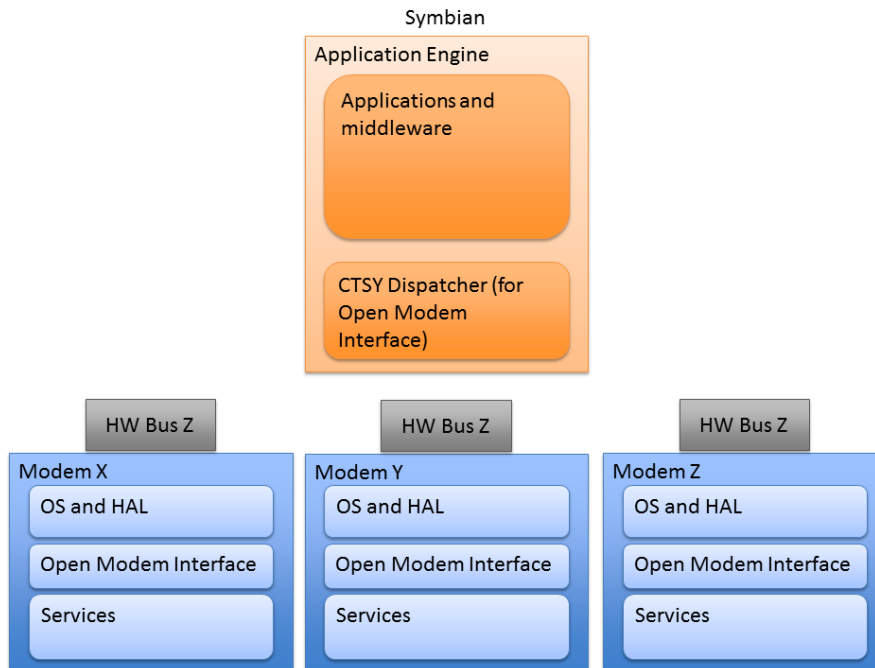 Symbian
Application Engine
Applications and
middleware
CTSY Dispatcher (for
Open Modem
Interface)
HW Bus Z
HW Bus Z
HW Bus Z
Modem X
OS and HAL
Open Modem Interface
Services
Modem Y
OS and HAL
Open Modem Interface
Services
Modem Z
OS and HAL
Open Modem Interface
Services